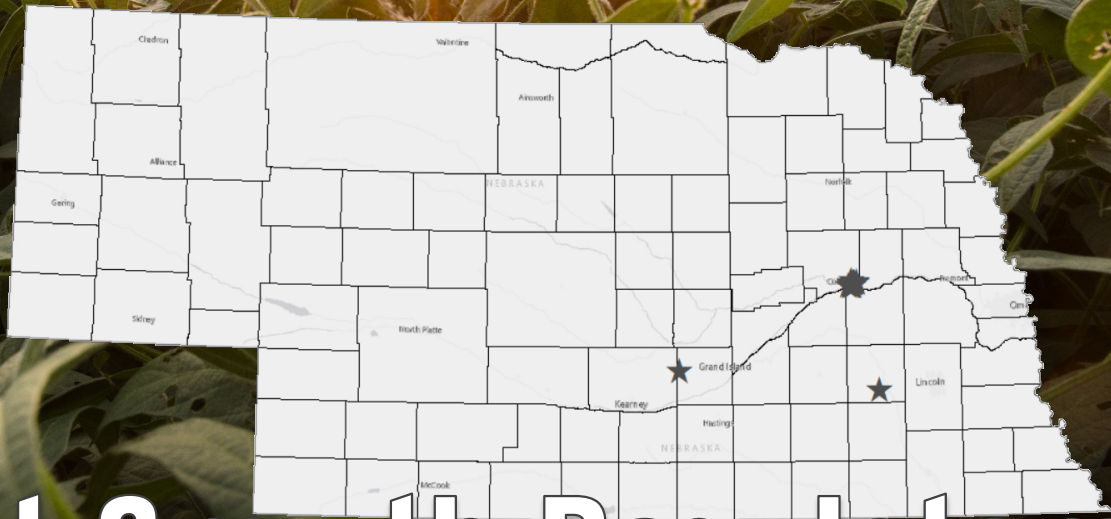 Chadron
Valentine
Ainsworth
Alliance
NEBRASKA
Norfolk
Gering
Fremont
Sidney
North Platte
Grand Island
Lincoln
Kearney
Hastings
NEBRASKA
McCook